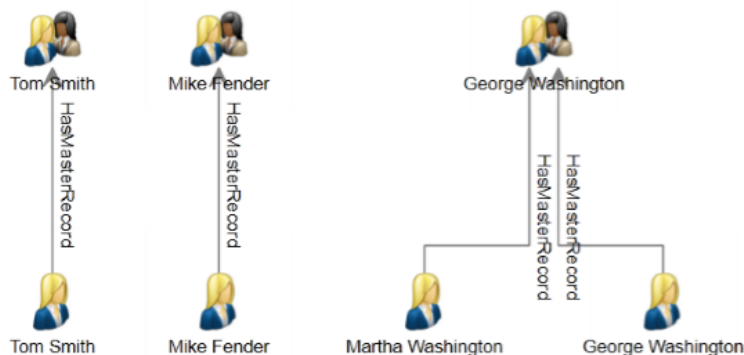 Tom Smith
Mike Fender
George Washington
HasMasterRecord
HasMasterRecord
HasMasterRecord
HasMasterRecord
Tom Smith
Mike Fender
Martha Washington
George Washington